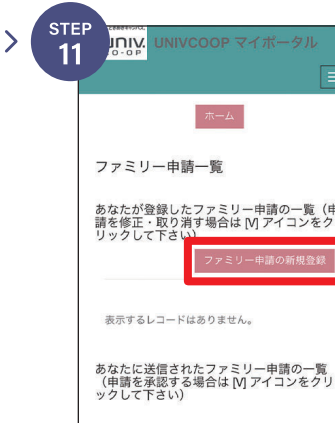 STEP
11
UNIV.
CO-OP
UNIVCOOP マイポータル
ホーム
ファミリー申請一覧
あなたが登録したファミリー申請の一覧（申
請を修正・取り消す場合は [V] アイコンをク
リックして下さい）
ファミリー申請の新規登録
表示するレコードはありません。
あなたに送信されたファミリー申請の一覧
（申請を承認する場合は [V] アイコンをクリ
ックして下さい）